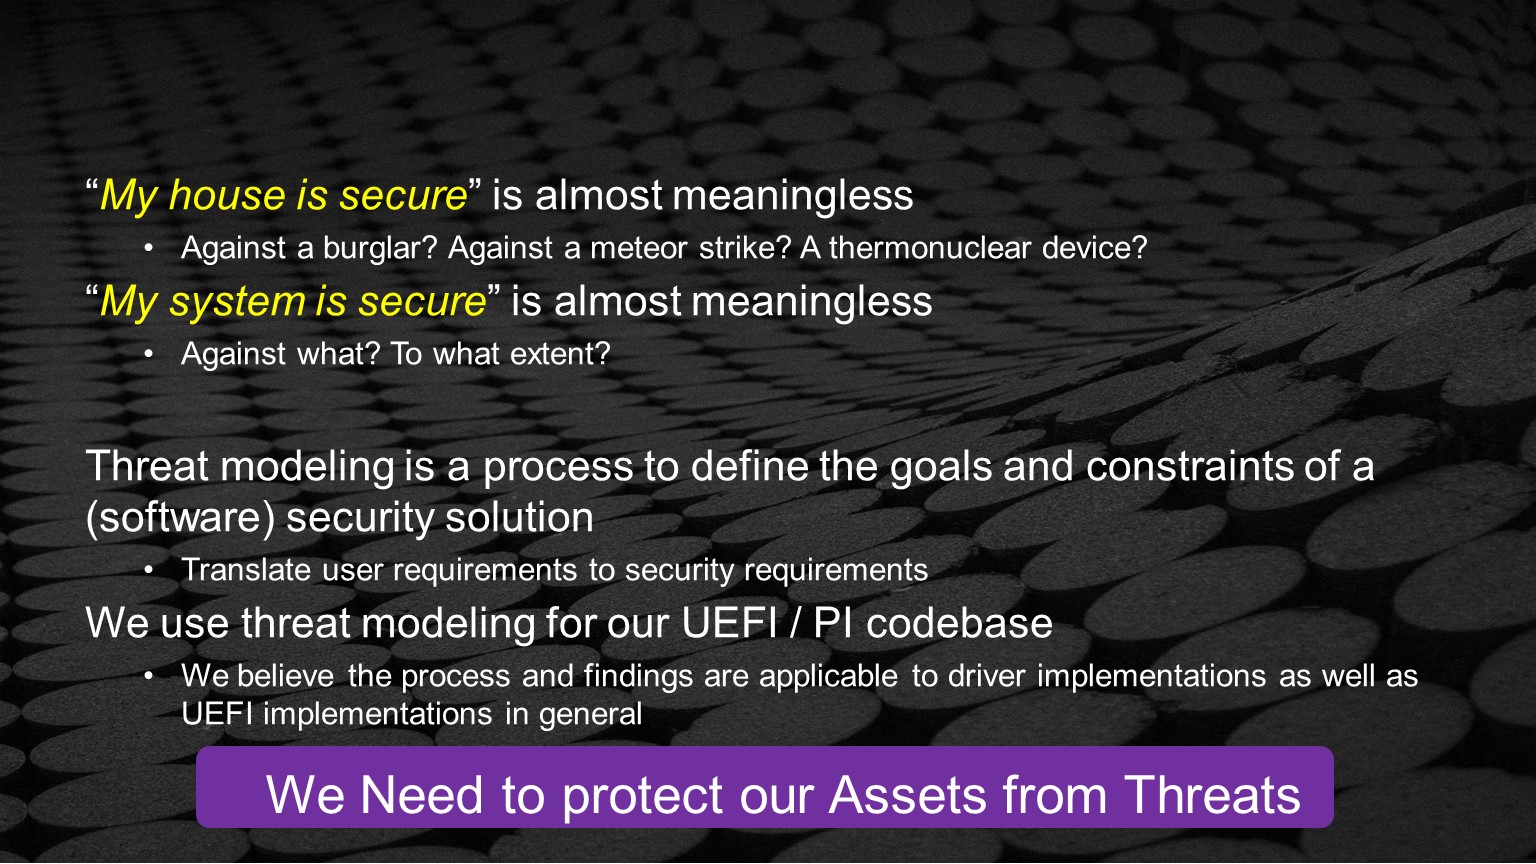 “My house is secure” is almost meaningless
• Against a burglar? Against a meteor strike? A thermonuclear device?
“My system is secure” is almost meaningless
• Against what? To what extent?
Threat modeling is a process to define the goals and constraints of a
(software) security solution
• Translate user requirements to security requirements
We use threat modeling for our UEFI / PI codebase
• We believe the process and findings are applicable to driver implementations as well as
UEFI implementations in general
We Need to protect our Assets from Threats